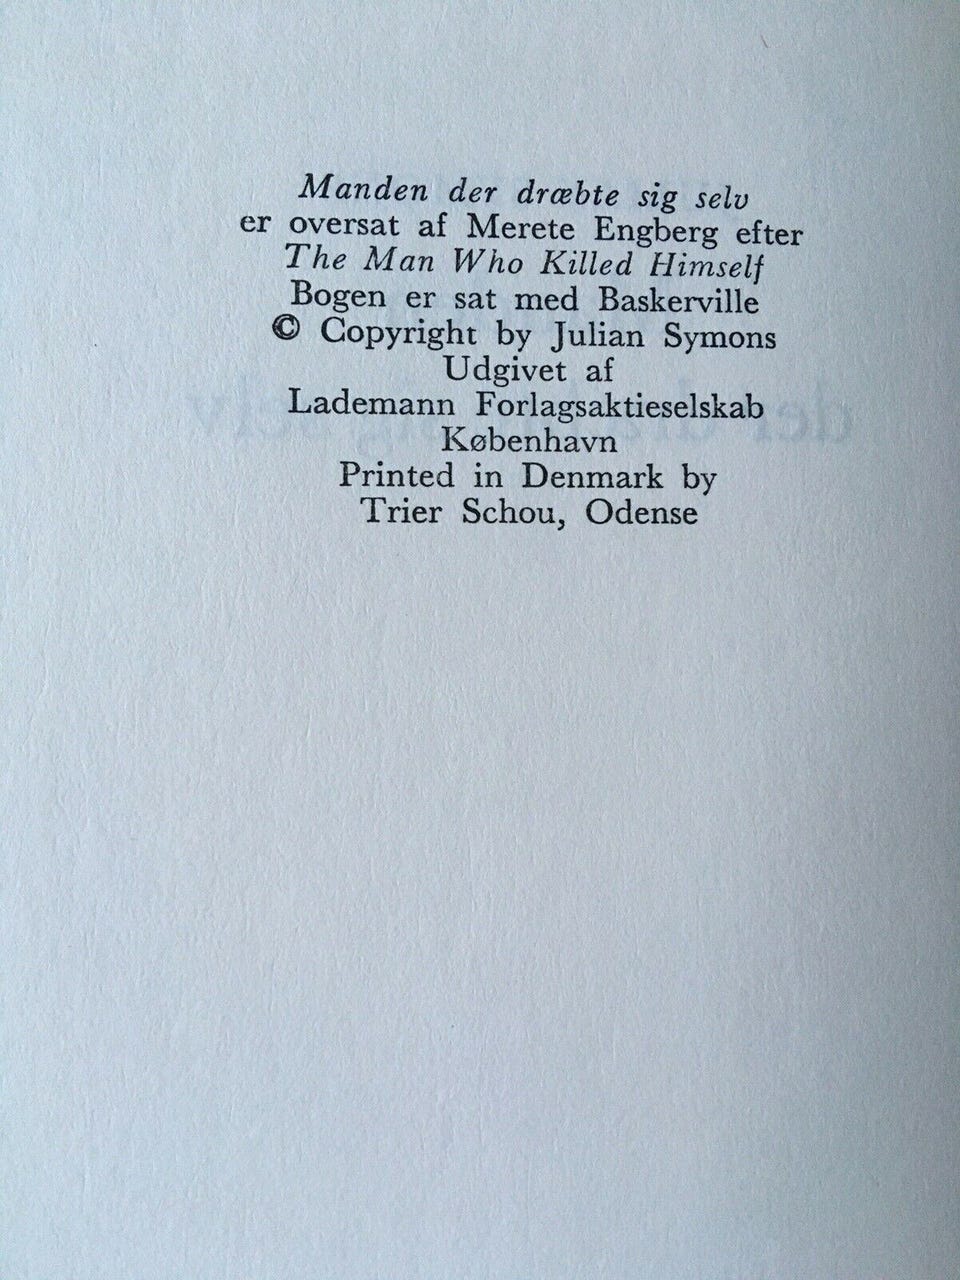 Manden der dræbte sig selv
er oversat af Merete Engberg efter
The Man Who Killed Himself
Bogen er sat med Baskerville
© Copyright by Julian Symons
Udgivet af
Lademann Forlagsaktieselskab
København
Printed in Denmark by
Trier Schou, Odense